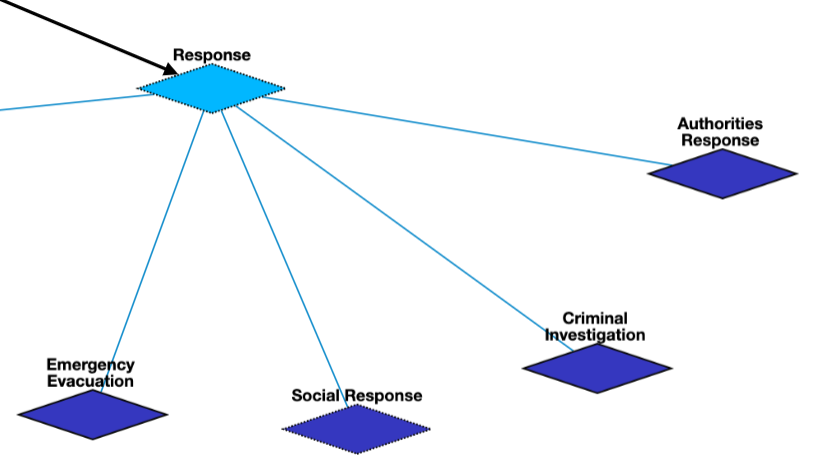 Response
Authorities
Response
Criminal
Investigation
Emergency
Evacuation
Social Response